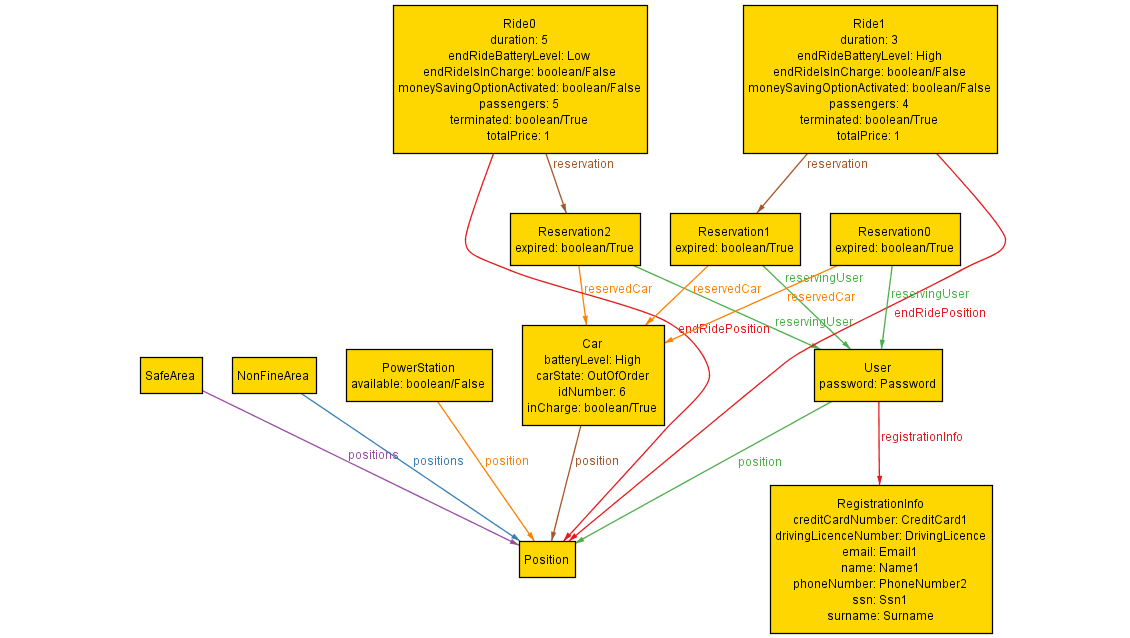 Ride0
duration: 5
endRideBatteryLevel: Low
endRideIsInCharge: boolean/False
moneySavingOptionActivated: boolean/False
passengers: 5
terminated: boolean/True
totalPrice: 1
Ride1
duration: 3
endRideBatteryLevel: High
endRideIsInCharge: boolean/False
moneySavingOptionActivated: boolean/False
passengers: 4
terminated: boolean/True
totalPrice: 1
reservation
reservation
Reservation2
expired: boolean/True
Reservation1
expired: boolean/True
Reservation0
expired: boolean/True
reservingUser
reservedCar
reservedCar
reservedCar
reservingUser
endRidePosition
endRidePosition
reservingUser
SafeArea
NonFineArea
PowerStation
available: boolean/False
Car
batteryLevel: High
carState: OutOfOrder
idNumber: 6
inCharge: boolean/True
User
password: Password
registrationInfo
positions
positions
position
position
position
Position
RegistrationInfo
creditCardNumber: CreditCard1
drivingLicenceNumber: DrivingLicence
email: Email1
name: Name1
phoneNumber: PhoneNumber2
ssn: Ssn1
surname: Surname